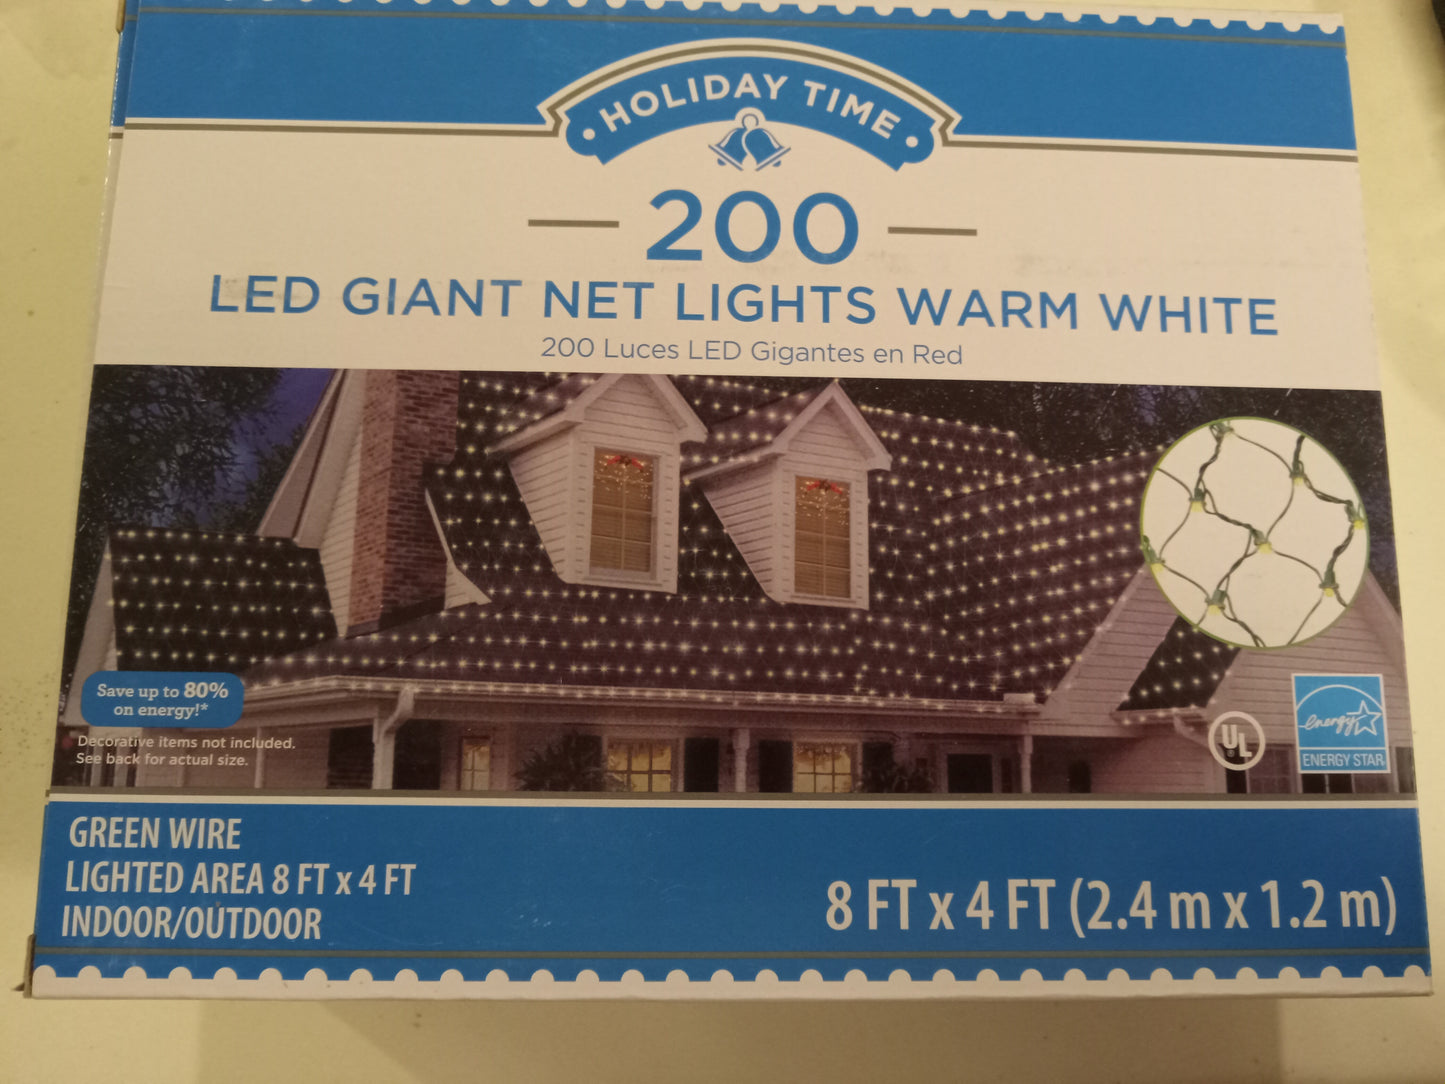 HOLIDAY TIME
200
LED GIANT NET LIGHTS WARM WHITE
200 Luces LED Gigantes en Red
Save up to 80%
on energy!*
Decorative items not included.
See back for actual size.
UL
energy
ENERGY STAR
GREEN WIRE
LIGHTED AREA 8 FT x 4 FT
INDOOR/OUTDOOR
8 FT x 4 FT (2.4 m x 1.2 m)